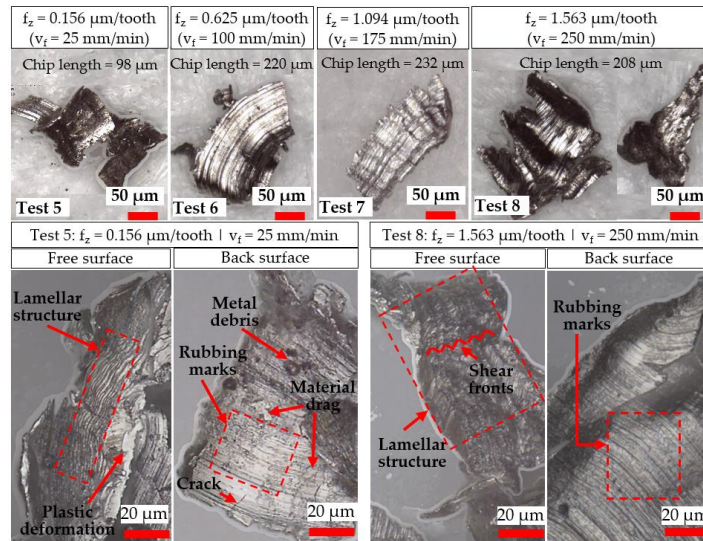 f_z = 0.156 µm/tooth
(v_f = 25 mm/min)
Chip length = 98 µm
50 µm
Test 5
f_z = 0.625 µm/tooth
(v_f = 100 mm/min)
Chip length = 220 µm
50 µm
Test 6
f_z = 1.094 µm/tooth
(v_f = 175 mm/min)
Chip length = 232 µm
50 µm
Test 7
f_z = 1.563 µm/tooth
(v_f = 250 mm/min)
Chip length = 208 µm
50 µm
50 µm
Test 8
Test 5: f_z = 0.156 µm/tooth | v_f = 25 mm/min
Free surface
Lamellar
structure
Plastic
deformation
20 µm
Back surface
Metal
debris
Rubbing
marks
Material
drag
Crack
20 µm
Test 8: f_z = 1.563 µm/tooth | v_f = 250 mm/min
Free surface
Shear
fronts
Lamellar
structure
20 µm
Back surface
Rubbing
marks
20 µm